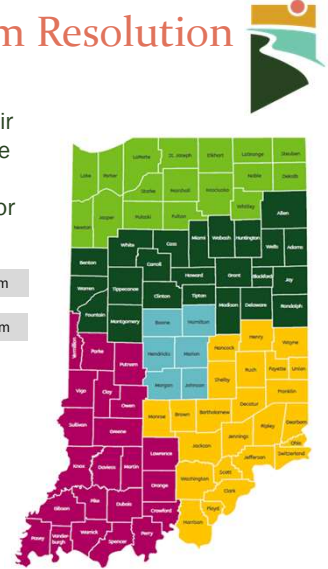 m Resolution
ir
e
or
m
m
LaPorte St. Joseph Elkhart LaGrange Steuben
Lake Porter Noble DeKalb
Starke Marshall Kosciusko
Newton Jasper Pulaski Fulton Whitley Allen
White Cass Miami Wabash Huntington
Benton Carroll Wells Adams
Howard Grant Blackford Jay
Warren Tippecanoe
Clinton Tipton
Fountain Montgomery Madison Delaware Randolph
Boone Hamilton
Vermillion Parke Henry Wayne
Putnam Hendricks Marion Hancock
Rush Fayette Union
Vigo Clay Morgan Johnson Shelby
Franklin
Owen Decatur
Sullivan Monroe Brown Bartholomew
Greene Ripley Dearborn
Jennings Ohio
Jackson Switzerland
Lawrence Jefferson
Knox Daviess Martin
Scott
Orange Washington
Clark
Gibson Pike Dubois Crawford
Floyd
Harrison
Posey Vander-
burgh Warrick Spencer Perry